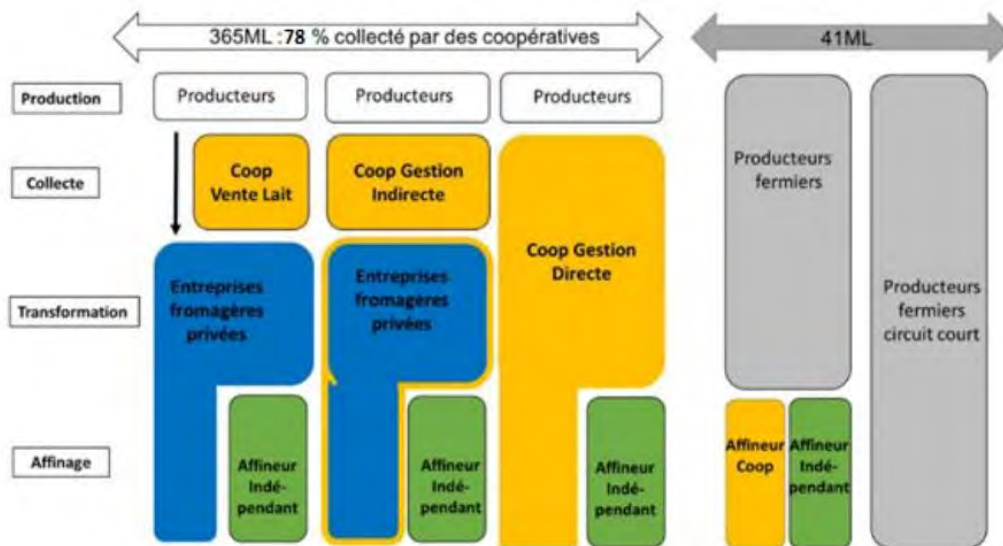 365ML :78 % collecté par des coopératives
41ML
Production
Producteurs
Producteurs
Producteurs
Collecte
Coop
Vente Lait
Coop Gestion
Indirecte
Coop Gestion
Directe
Producteurs
fermiers
Transformation
Entreprises
fromagères
privées
Entreprises
fromagères
privées
Producteurs
fermiers
circuit court
Affinage
Affineur
Indé-
pendant
Affineur
Indé-
pendant
Affineur
Indé-
pendant
Affineur
Coop
Affineur
Indé-
pendant